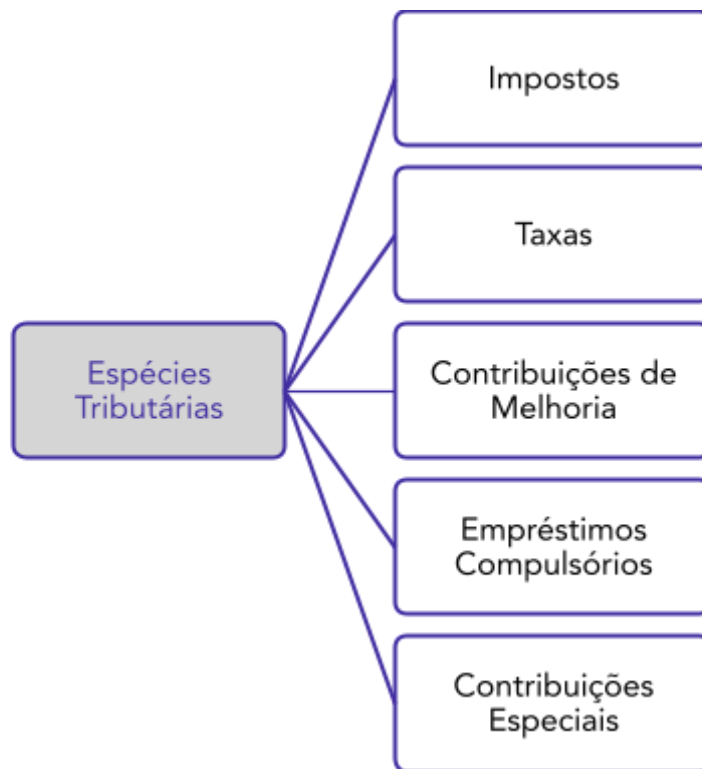 Impostos
Taxas
Espécies
Tributárias
Contribuições de
Melhoria
Empréstimos
Compulsórios
Contribuições
Especiais